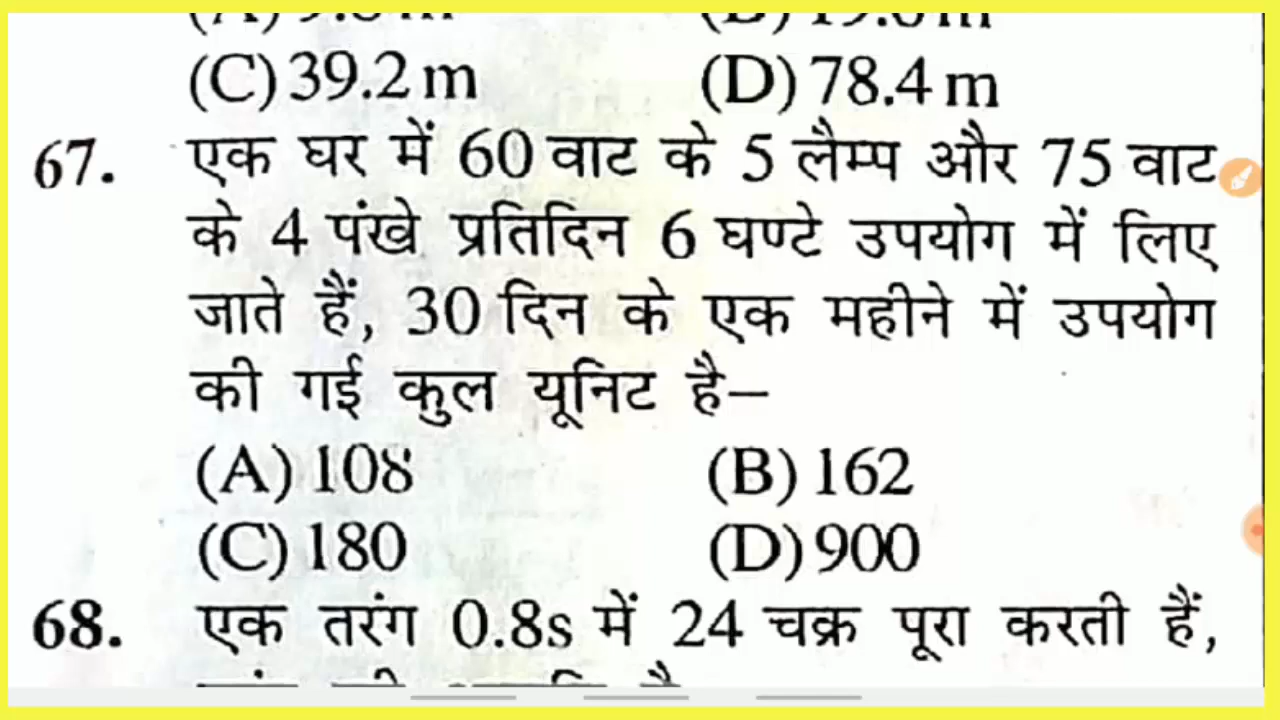 (C) 39.2 m (D) 78.4 m
67. एक घर में 60 वाट के 5 लैम्प और 75 वाट
के 4 पंखे प्रतिदिन 6 घण्टे उपयोग में लिए
जाते हैं, 30 दिन के एक महीने में उपयोग
की गई कुल यूनिट है–
(A) 108 (B) 162
(C) 180 (D) 900
68. एक तरंग 0.8s में 24 चक्र पूरा करती हैं,